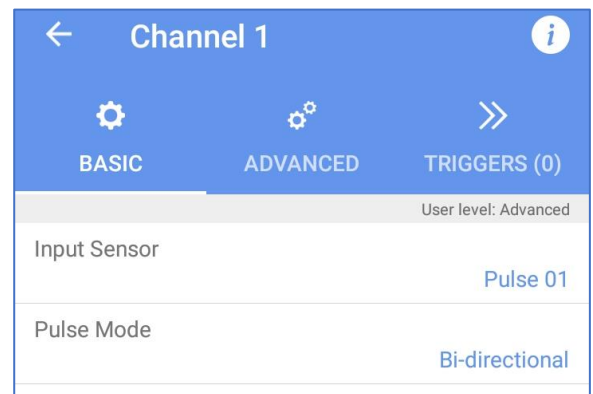 Channel 1
i
BASIC ADVANCED TRIGGERS (0)
User level: Advanced
Input Sensor
Pulse 01
Pulse Mode
Bi-directional